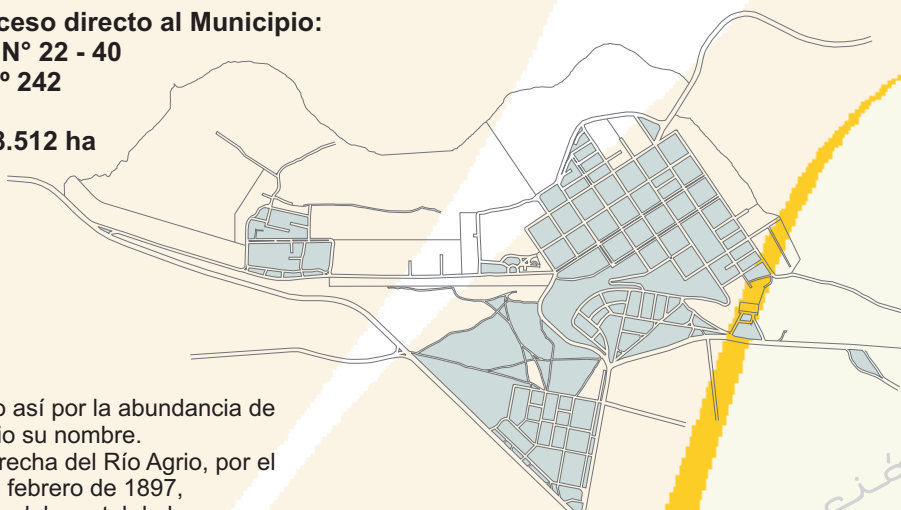 ceso directo al Municipio:
N° 22 - 40
º 242
3.512 ha
o así por la abundancia de
io su nombre.
recha del Río Agrio, por el
febrero de 1897,